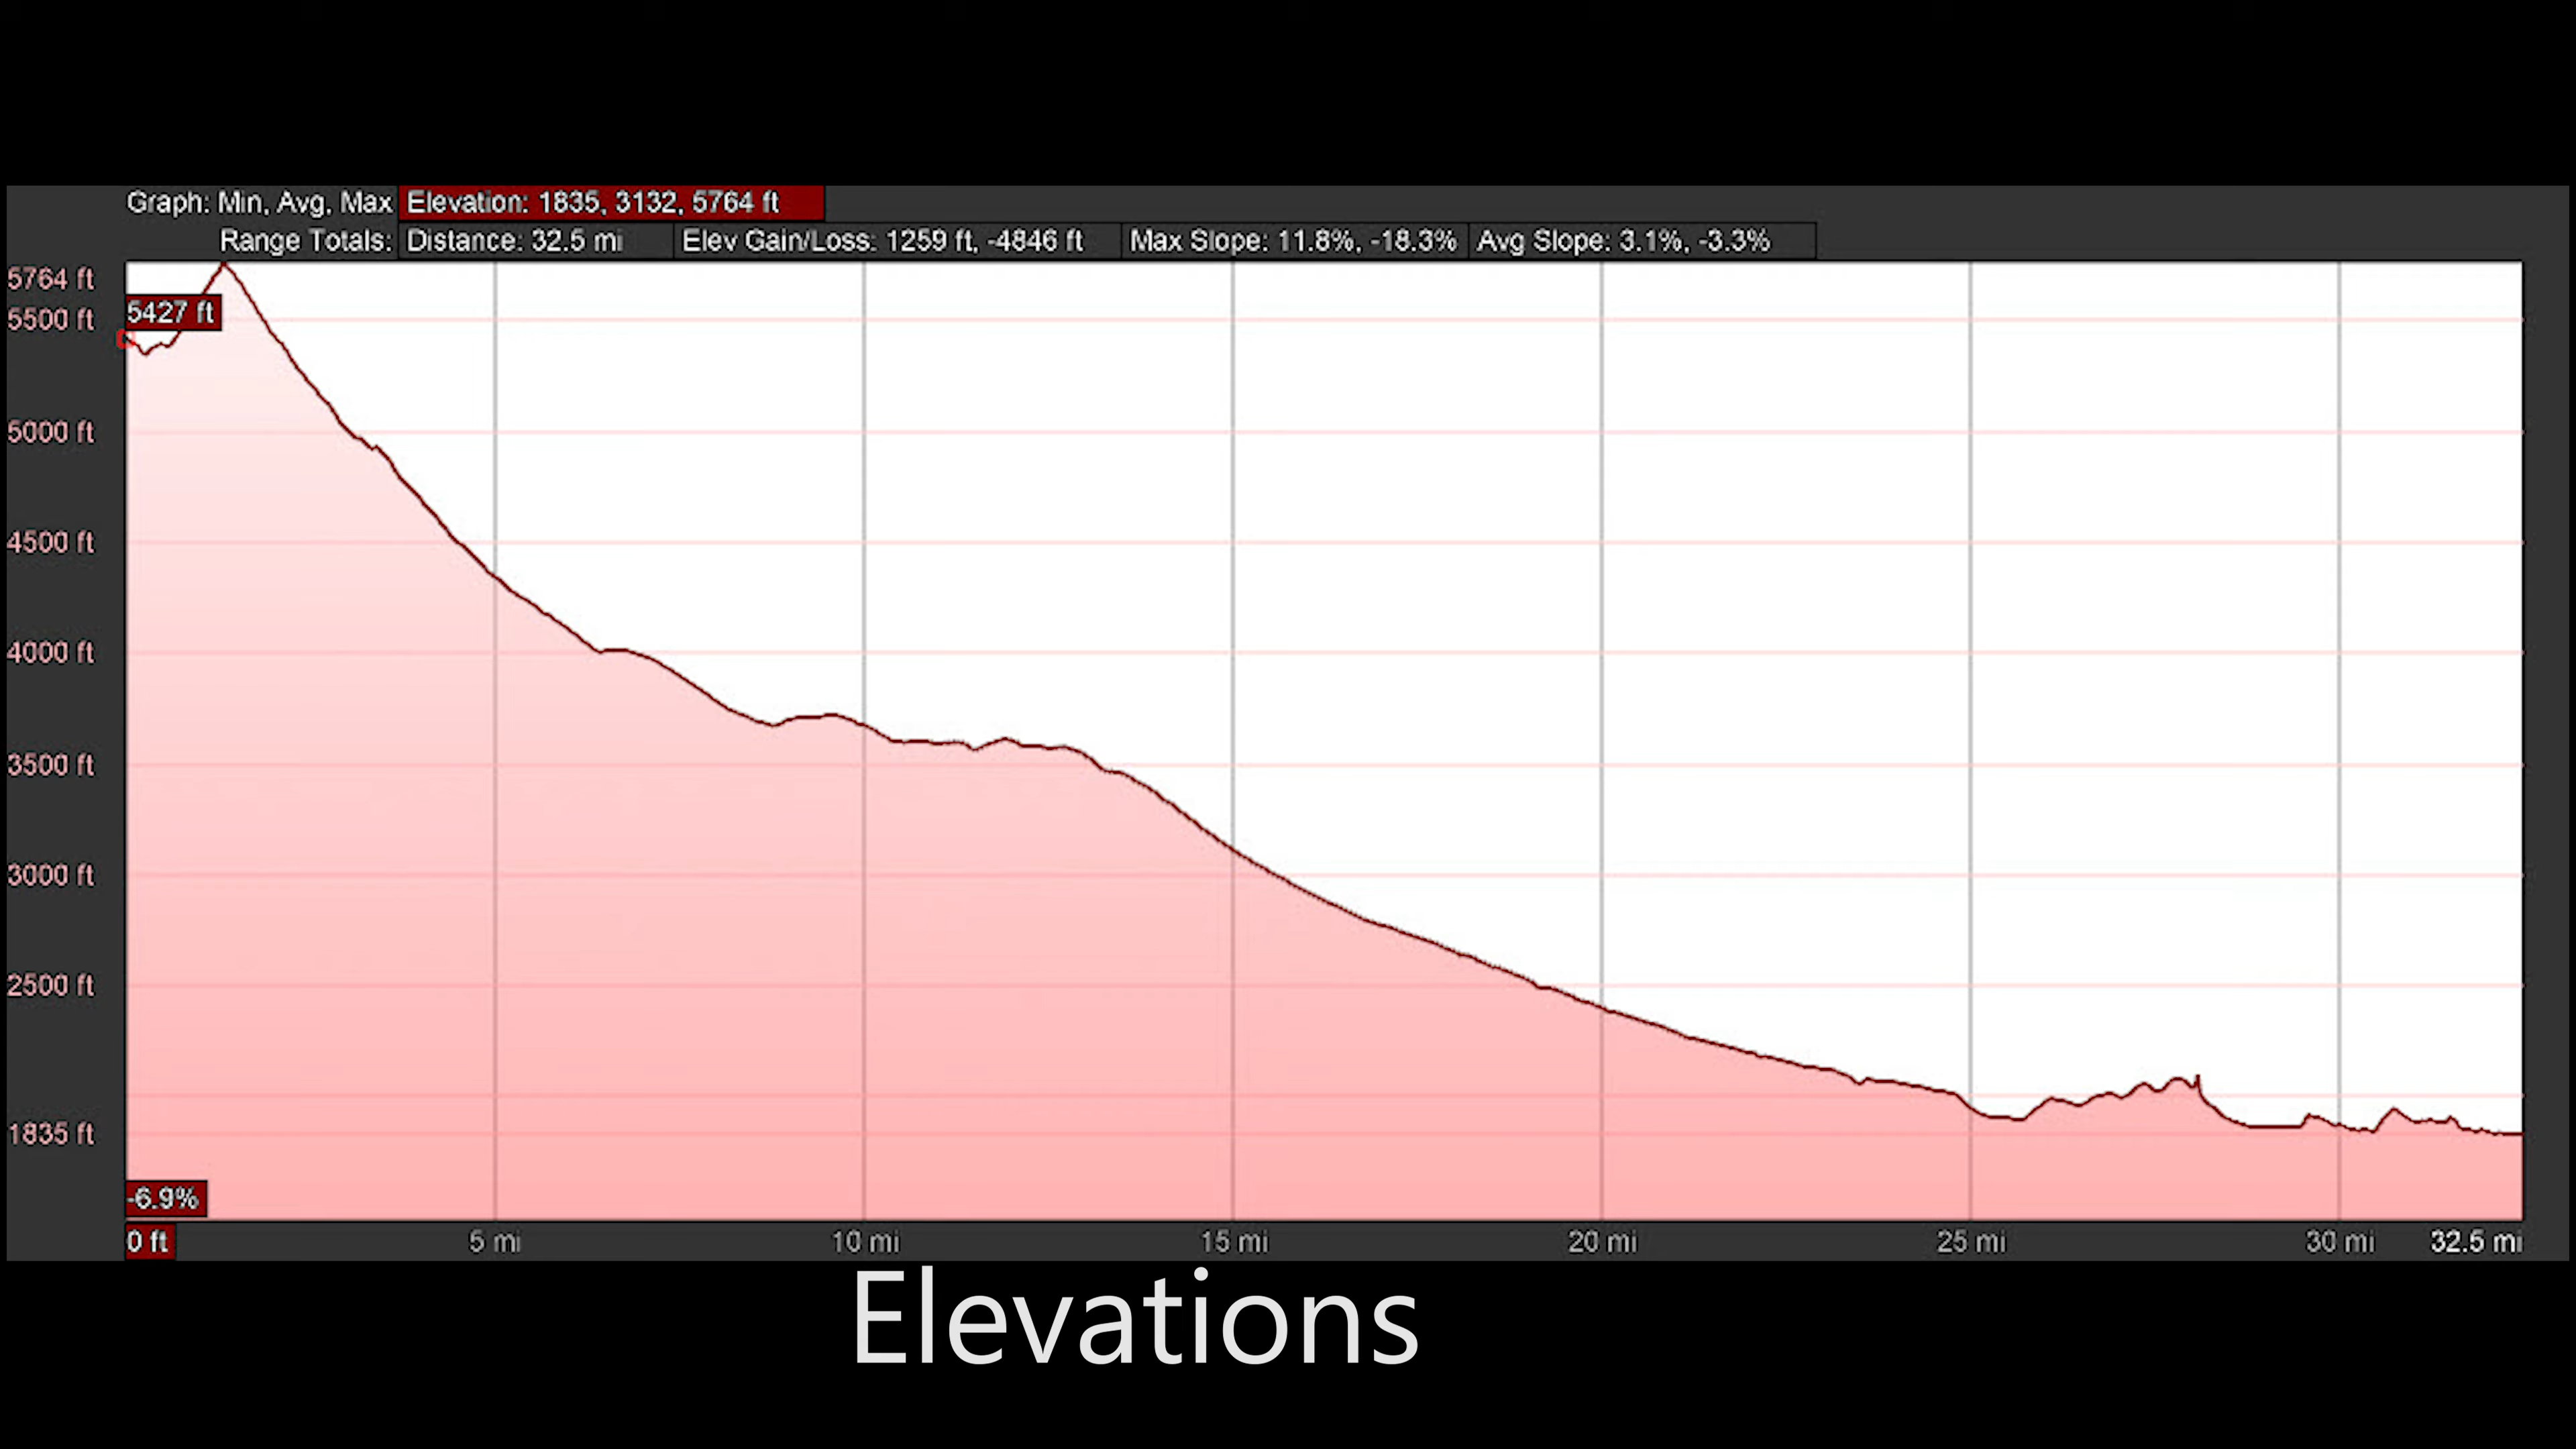 Graph: Min, Avg, Max Elevation: 1835, 3132, 5764 ft
Range Totals: Distance: 32.5 mi Elev Gain/Loss: 1259 ft, -4846 ft Max Slope: 11.8%, -18.3% Avg Slope: 3.1%, -3.3%
5764 ft
5427 ft
5500 ft
5000 ft
4500 ft
4000 ft
3500 ft
3000 ft
2500 ft
1835 ft
-6.9%
0 ft 5 mi 10 mi 15 mi 20 mi 25 mi 30 mi 32.5 mi
Elevations